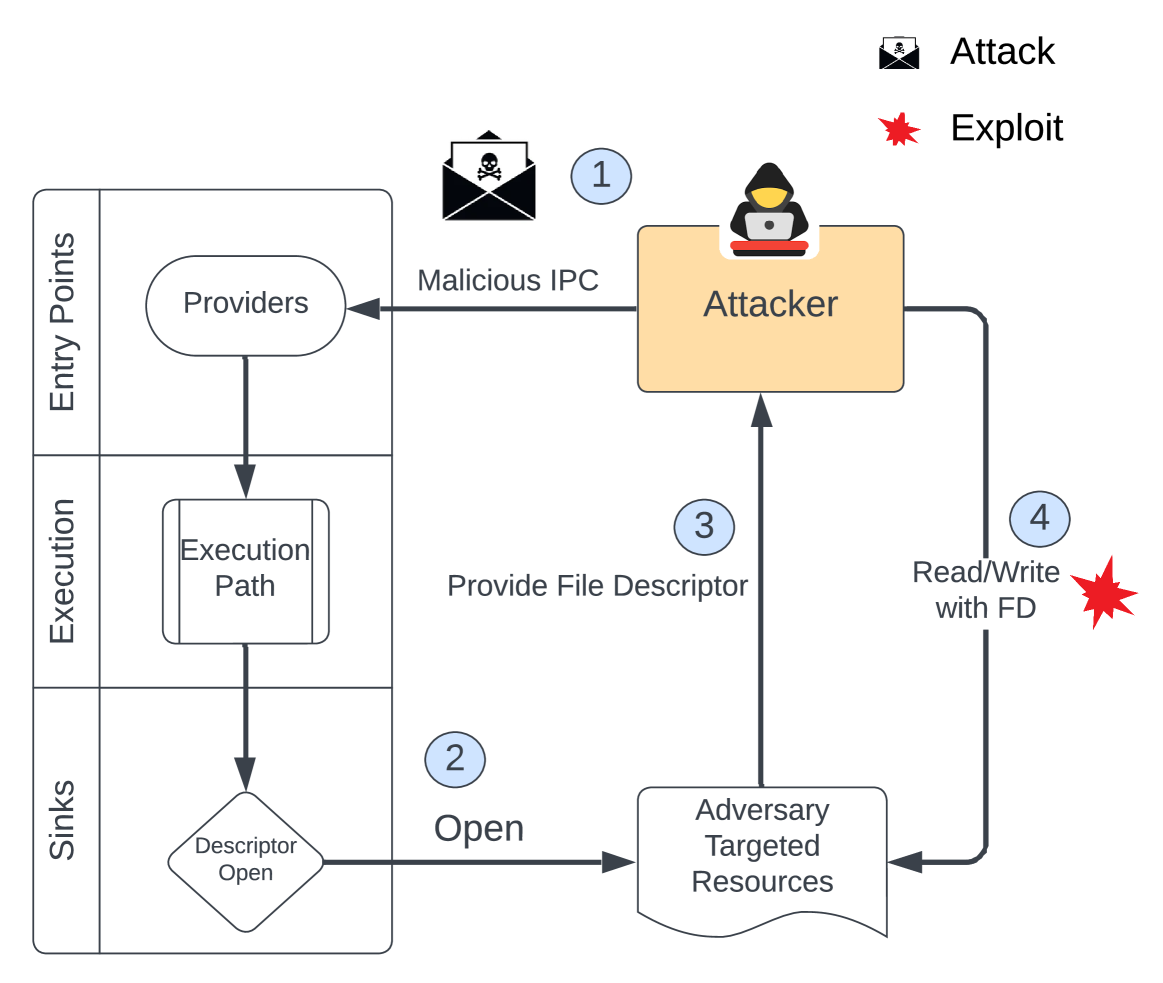 Attack
Exploit
1
Malicious IPC
Attacker
Entry Points
Providers
Execution
Execution
Path
3
Provide File Descriptor
4
Read/Write
with FD
Sinks
Descriptor
Open
2
Open
Adversary
Targeted
Resources